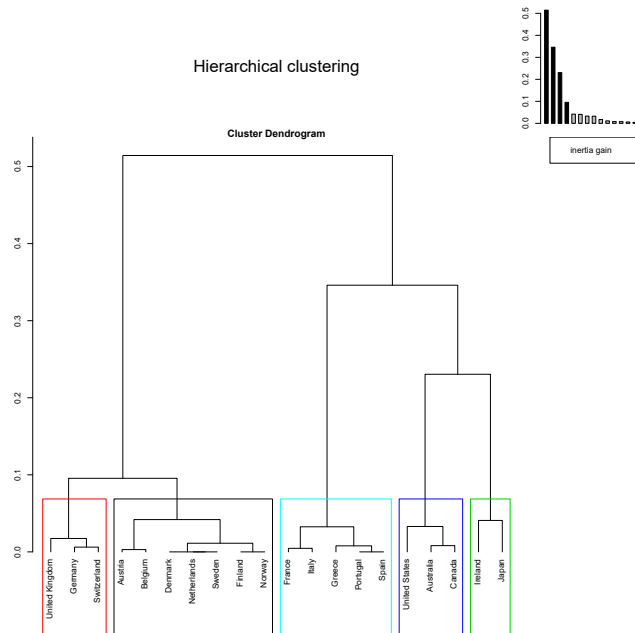 Hierarchical clustering
0.0 0.1 0.2 0.3 0.4 0.5
inertia gain
Cluster Dendrogram
0.0 0.1 0.2 0.3 0.4 0.5
United Kingdom
Germany
Switzerland
Austria
Belgium
Denmark
Netherlands
Sweden
Finland
Norway
France
Italy
Greece
Portugal
Spain
United States
Australia
Canada
Ireland
Japan